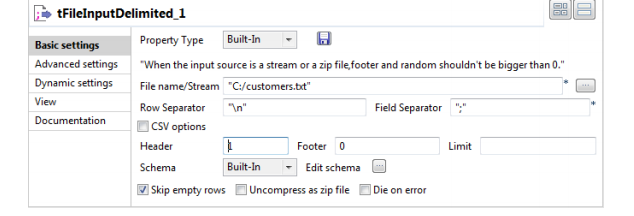 tFileInputDelimited_1
Basic settings
Advanced settings
Dynamic settings
View
Documentation
Property Type Built-In
"When the input source is a stream or a zip file,footer and random shouldn't be bigger than 0."
File name/Stream "C:/customers.txt" * ...
Row Separator "\n" Field Separator ";" *
CSV options
Header 1 Footer 0 Limit
Schema Built-In Edit schema ...
Skip empty rows Uncompress as zip file Die on error